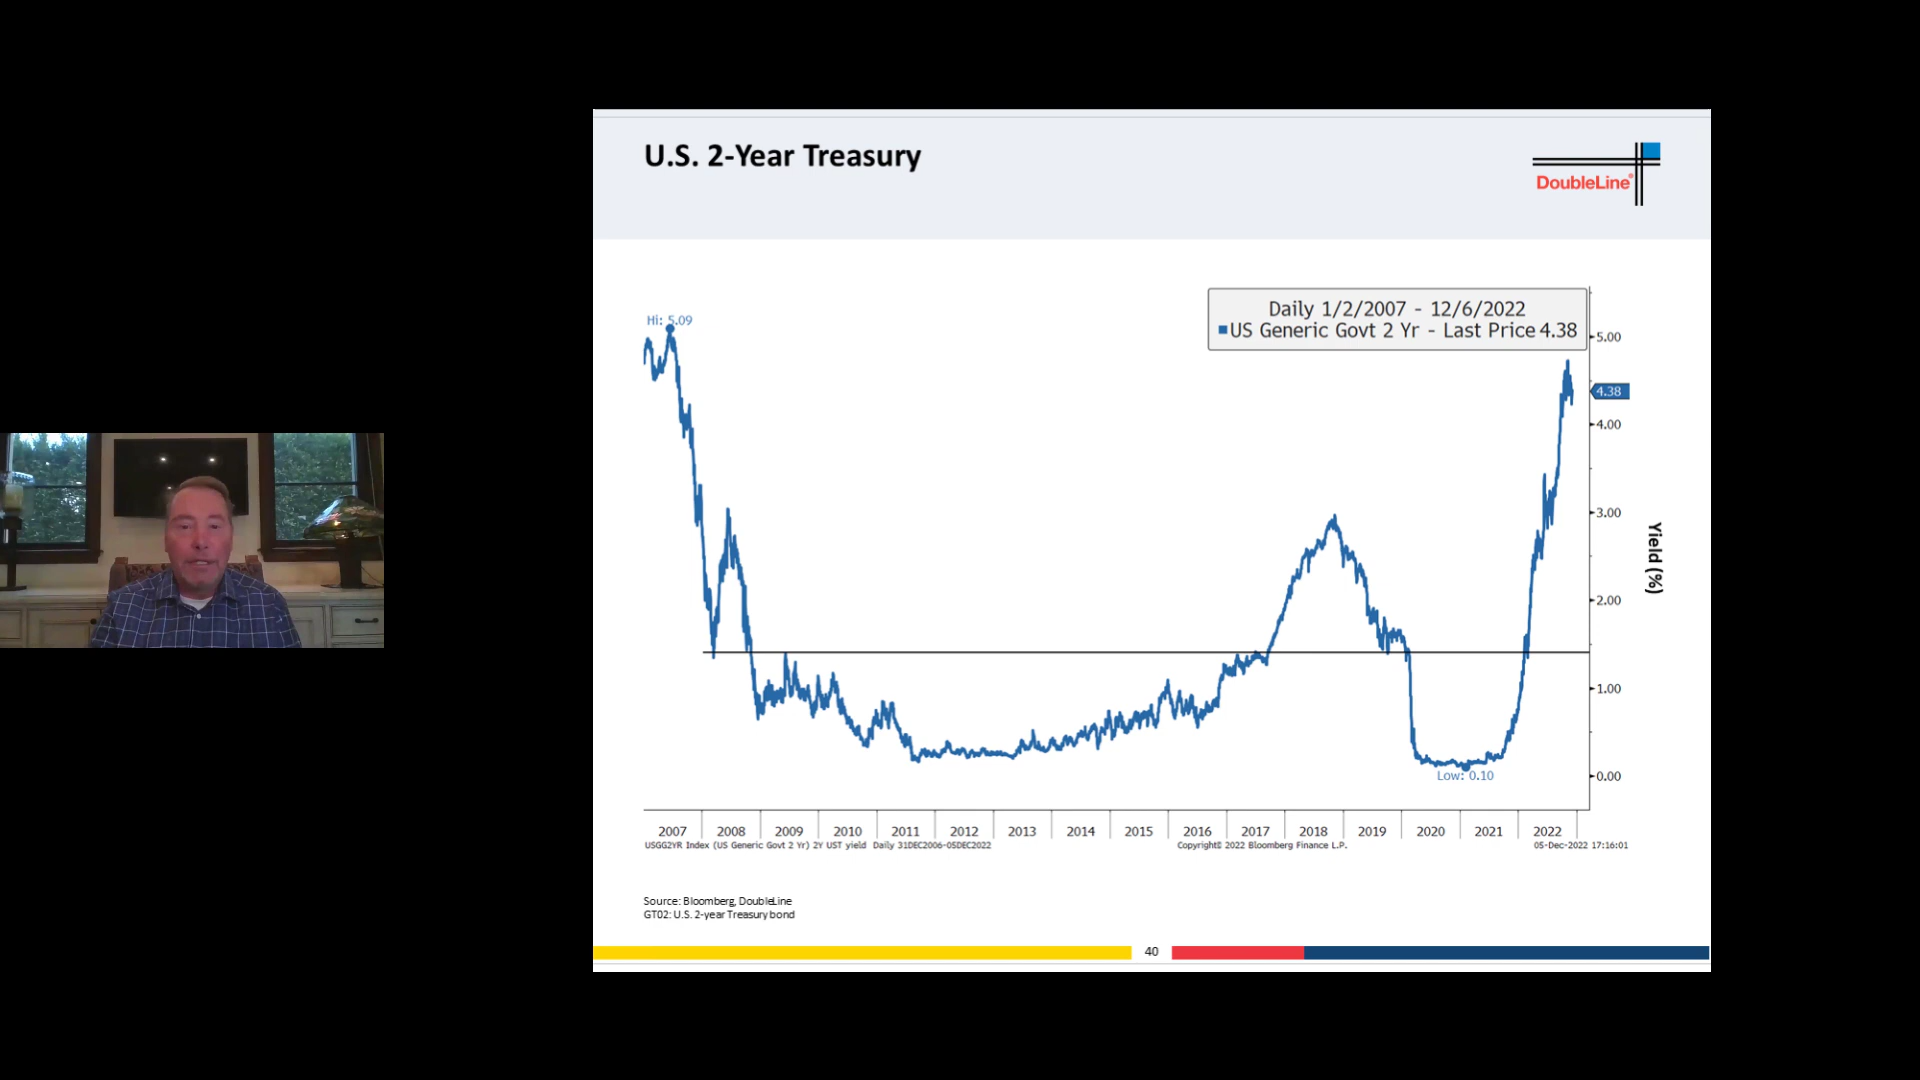 U.S. 2-Year Treasury
DoubleLine®
Daily 1/2/2007 - 12/6/2022
US Generic Govt 2 Yr - Last Price 4.38
Hi: 5.09
5.00
4.38
4.00
3.00
2.00
1.00
0.00
Yield (%)
Low: 0.10
2007 2008 2009 2010 2011 2012 2013 2014 2015 2016 2017 2018 2019 2020 2021 2022
USGG2YR Index (US Generic Govt 2 Yr) 2Y UST yield Daily 31DEC2006-05DEC2022 Copyright© 2022 Bloomberg Finance L.P. 05-Dec-2022 17:16:01
Source: Bloomberg, DoubleLine
GT02: U.S. 2-year Treasury bond
40